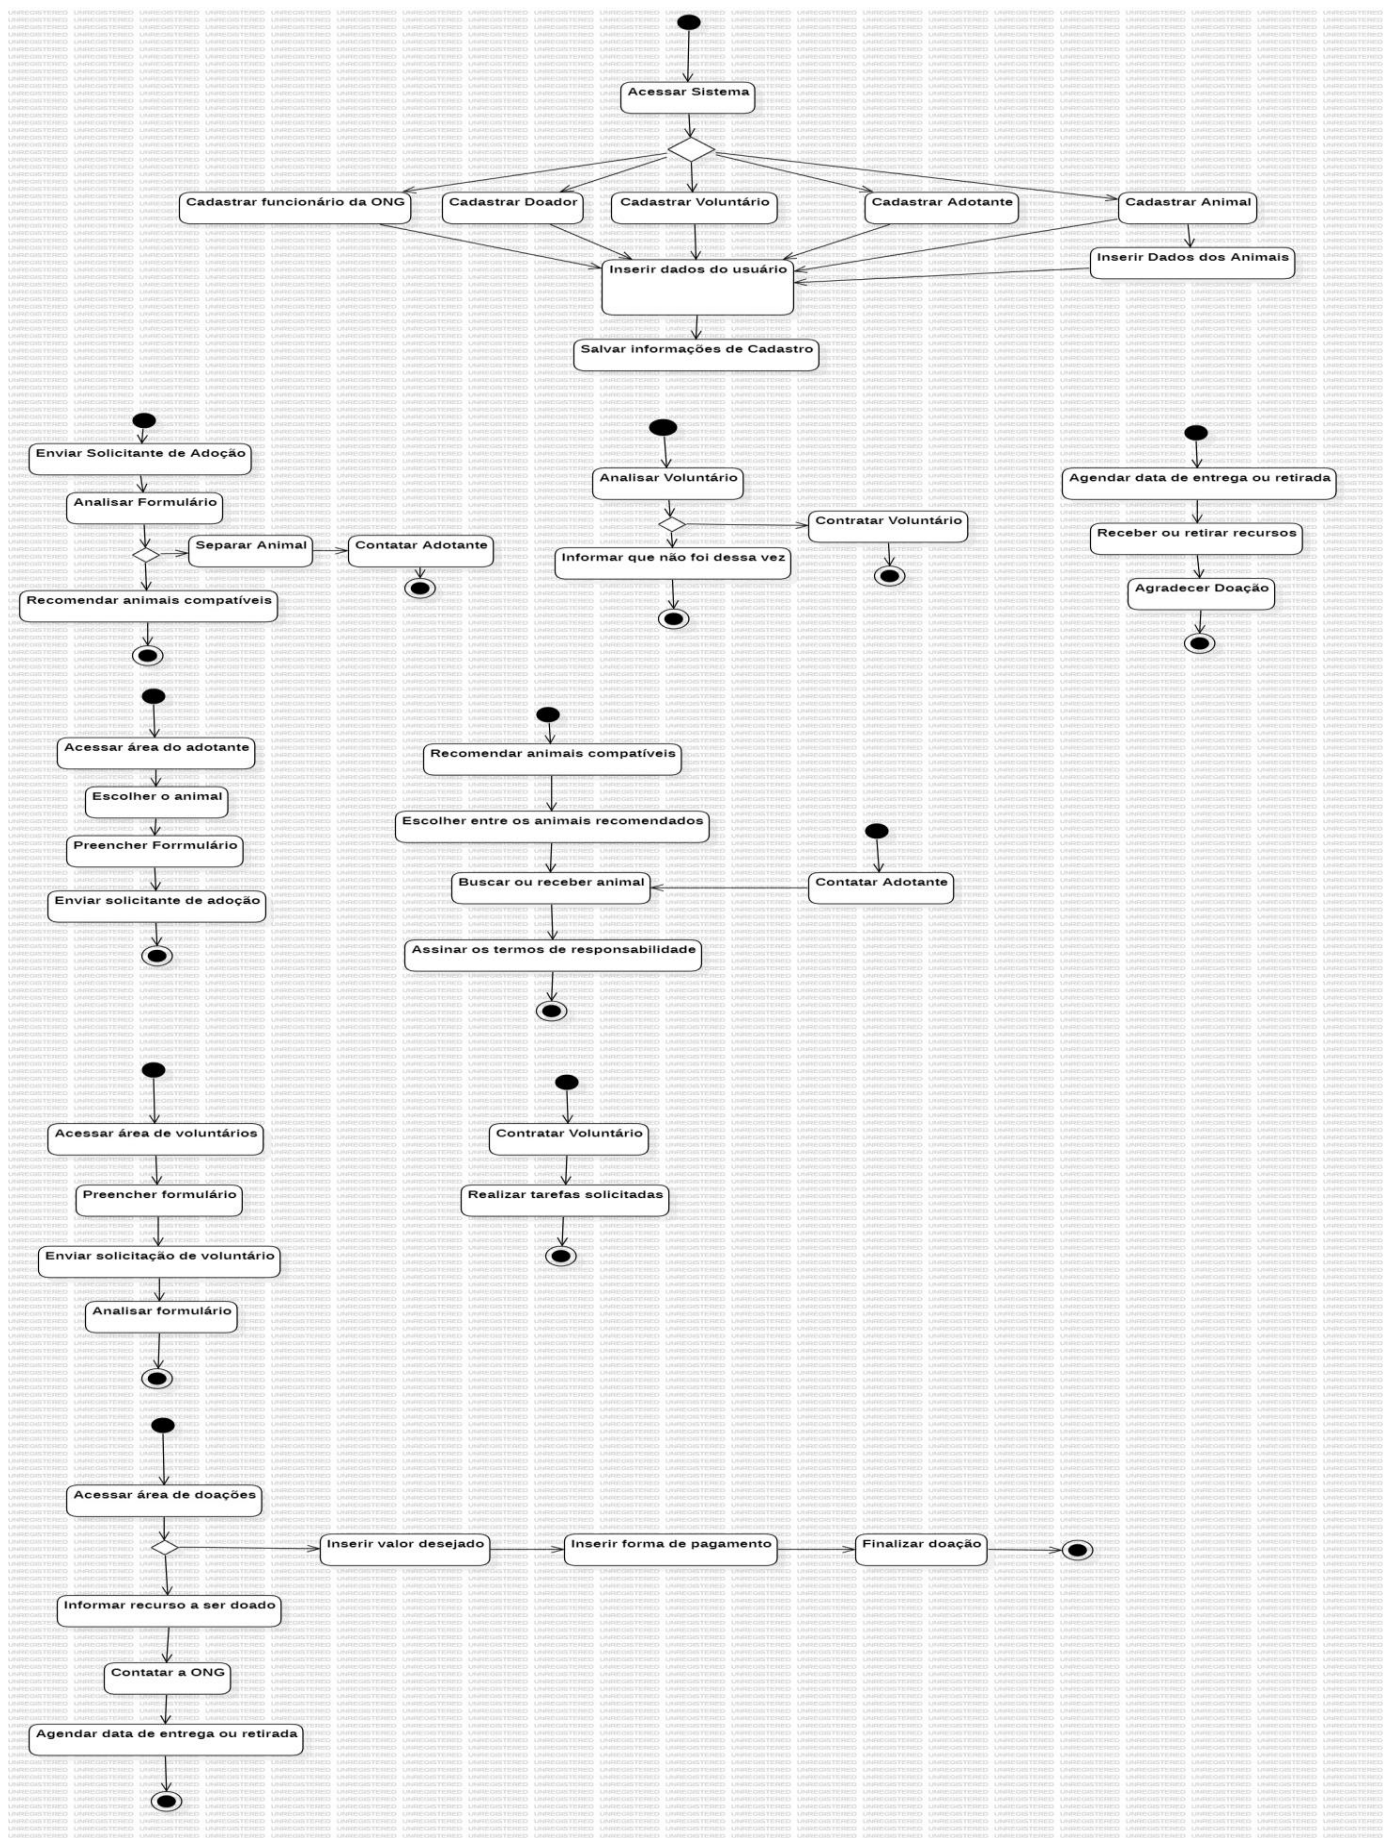 Acessar Sistema
Cadastrar funcionário da ONG
Cadastrar Doador
Cadastrar Voluntário
Cadastrar Adotante
Cadastrar Animal
Inserir dados do usuário
Inserir Dados dos Animais
Salvar informações de Cadastro
Enviar Solicitante de Adoção
Analisar Formulário
Separar Animal
Contatar Adotante
Recomendar animais compatíveis
Analisar Voluntário
Contratar Voluntário
Informar que não foi dessa vez
Agendar data de entrega ou retirada
Receber ou retirar recursos
Agradecer Doação
Acessar área do adotante
Escolher o animal
Preencher Forrmulário
Enviar solicitante de adoção
Recomendar animais compatíveis
Escolher entre os animais recomendados
Buscar ou receber animal
Contatar Adotante
Assinar os termos de responsabilidade
Acessar área de voluntários
Preencher formulário
Enviar solicitação de voluntário
Analisar formulário
Contratar Voluntário
Realizar tarefas solicitadas
Acessar área de doações
Inserir valor desejado
Inserir forma de pagamento
Finalizar doação
Informar recurso a ser doado
Contatar a ONG
Agendar data de entrega ou retirada